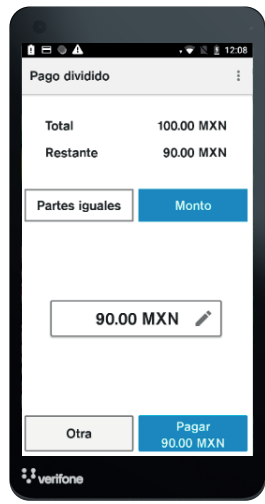 12:08
Pago dividido
Total 100.00 MXN
Restante 90.00 MXN
Partes iguales Monto
90.00 MXN
Otra Pagar
90.00 MXN
verifone